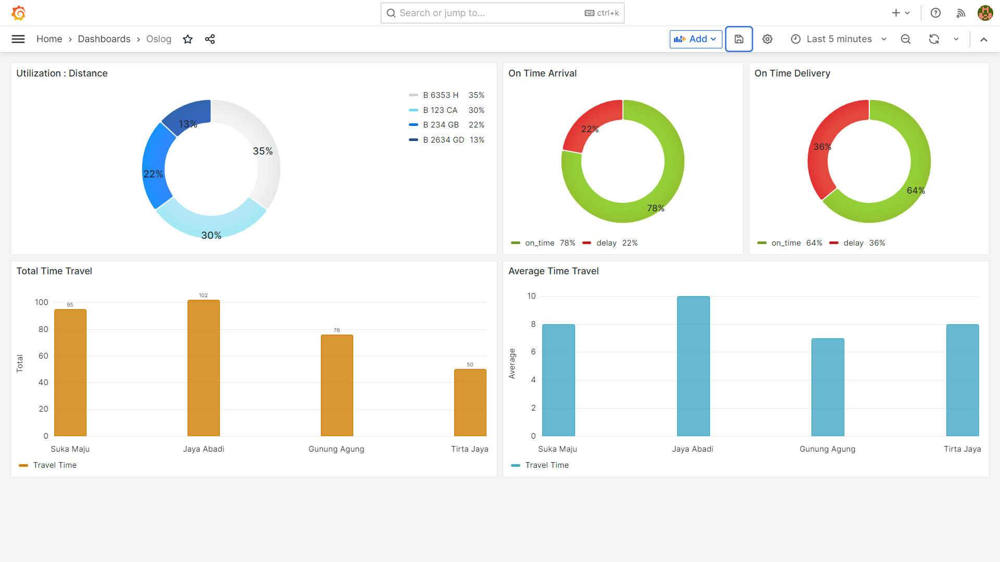 Search or jump to...
ctrl+k
Home
Dashboards
Oslog
Add
Last 5 minutes
Utilization : Distance
13%
35%
22%
30%
B 6353 H 35%
B 123 CA 30%
B 234 GB 22%
B 2634 GD 13%
On Time Arrival
22%
78%
on_time 78% delay 22%
On Time Delivery
36%
64%
on_time 64% delay 36%
Total Time Travel
Total
100
80
60
40
20
0
95
102
76
50
Suka Maju
Jaya Abadi
Gunung Agung
Tirta Jaya
Travel Time
Average Time Travel
Average
10
8
6
4
2
0
Suka Maju
Jaya Abadi
Gunung Agung
Tirta Jaya
Travel Time